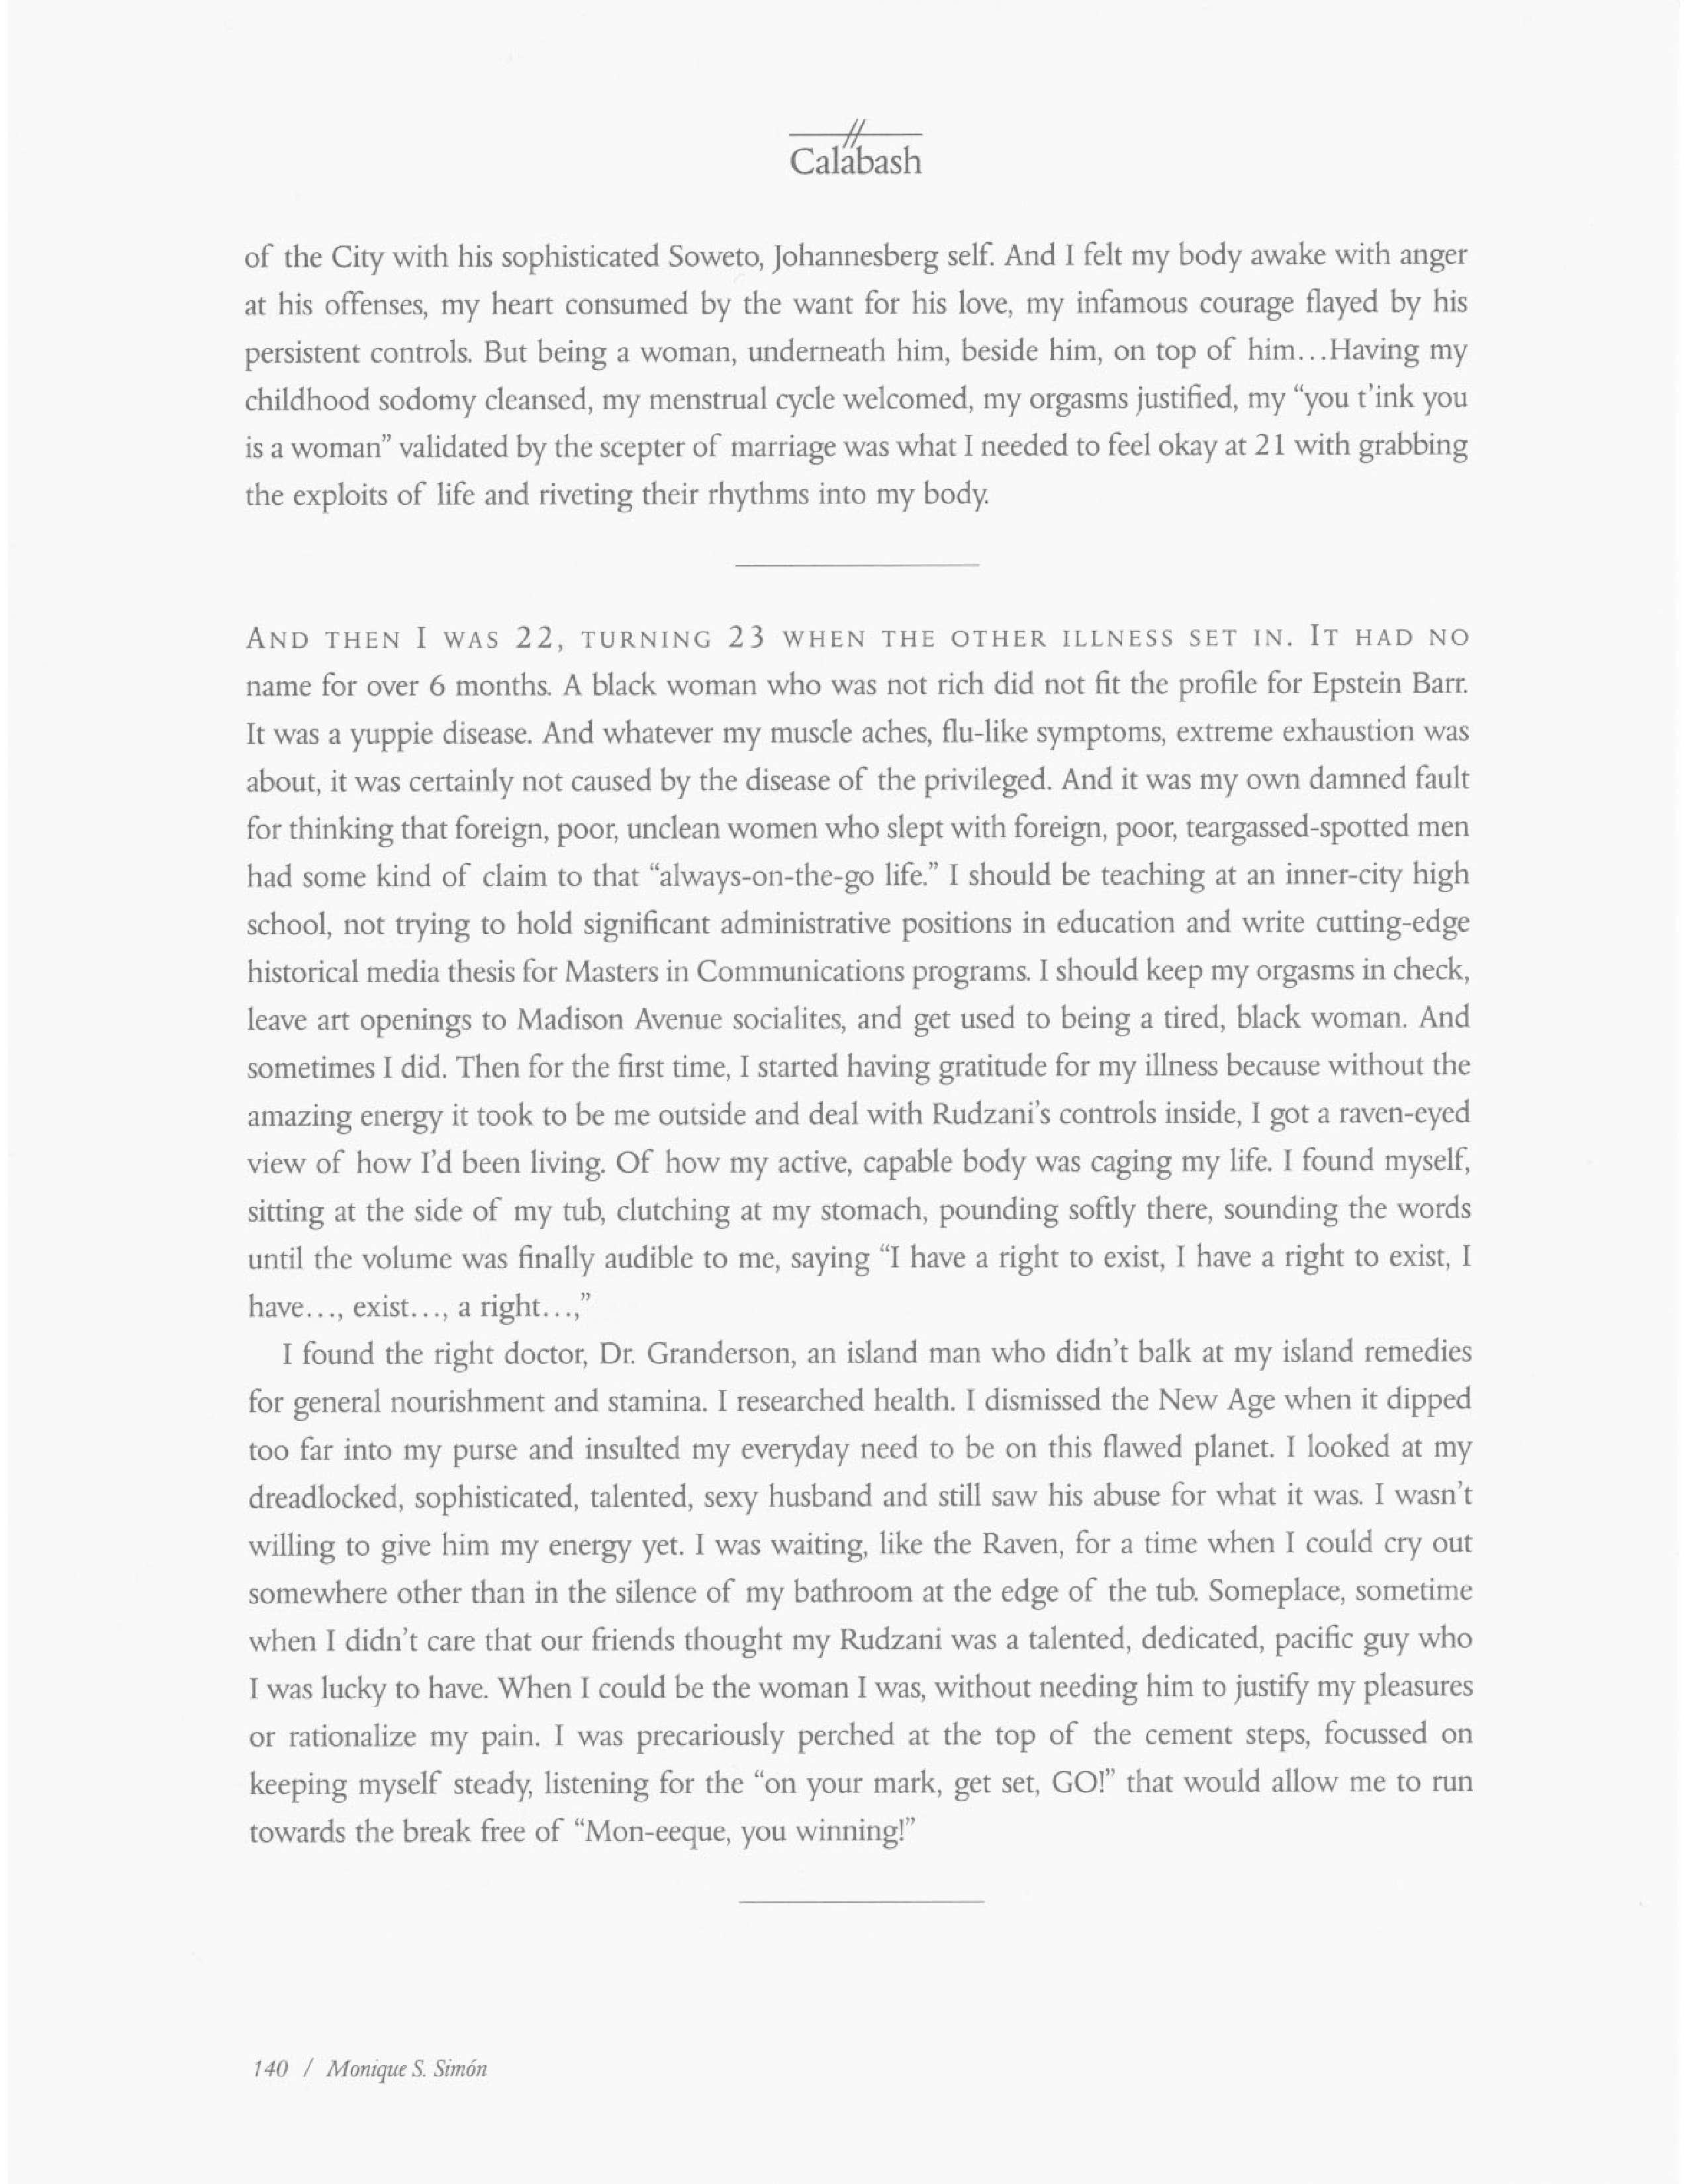 Calabash
of the City with his sophisticated Soweto, Johannesberg self. And I felt my body awake with anger
at his offenses, my heart consumed by the want for his love, my infamous courage flayed by his
persistent controls. But being a woman, underneath him, beside him, on top of him…Having my
childhood sodomy cleansed, my menstrual cycle welcomed, my orgasms justified, my “you t’ink you
is a woman” validated by the scepter of marriage was what I needed to feel okay at 21 with grabbing
the exploits of life and riveting their rhythms into my body.
AND THEN I WAS 22, TURNING 23 WHEN THE OTHER ILLNESS SET IN. IT HAD NO
name for over 6 months. A black woman who was not rich did not fit the profile for Epstein Barr.
It was a yuppie disease. And whatever my muscle aches, flu-like symptoms, extreme exhaustion was
about, it was certainly not caused by the disease of the privileged. And it was my own damned fault
for thinking that foreign, poor, unclean women who slept with foreign, poor, teargassed-spotted men
had some kind of claim to that “always-on-the-go life.” I should be teaching at an inner-city high
school, not trying to hold significant administrative positions in education and write cutting-edge
historical media thesis for Masters in Communications programs. I should keep my orgasms in check,
leave art openings to Madison Avenue socialites, and get used to being a tired, black woman. And
sometimes I did. Then for the first time, I started having gratitude for my illness because without the
amazing energy it took to be me outside and deal with Rudzani’s controls inside, I got a raven-eyed
view of how I’d been living. Of how my active, capable body was caging my life. I found myself,
sitting at the side of my tub, clutching at my stomach, pounding softly there, sounding the words
until the volume was finally audible to me, saying “I have a right to exist, I have a right to exist, I
have…, exist…, a right…,”
I found the right doctor, Dr. Granderson, an island man who didn’t balk at my island remedies
for general nourishment and stamina. I researched health. I dismissed the New Age when it dipped
too far into my purse and insulted my everyday need to be on this flawed planet. I looked at my
dreadlocked, sophisticated, talented, sexy husband and still saw his abuse for what it was. I wasn’t
willing to give him my energy yet. I was waiting, like the Raven, for a time when I could cry out
somewhere other than in the silence of my bathroom at the edge of the tub. Someplace, sometime
when I didn’t care that our friends thought my Rudzani was a talented, dedicated, pacific guy who
I was lucky to have. When I could be the woman I was, without needing him to justify my pleasures
or rationalize my pain. I was precariously perched at the top of the cement steps, focussed on
keeping myself steady, listening for the “on your mark, get set, GO!” that would allow me to run
towards the break free of “Mon-eeque, you winning!”
140 / Monique S. Simón